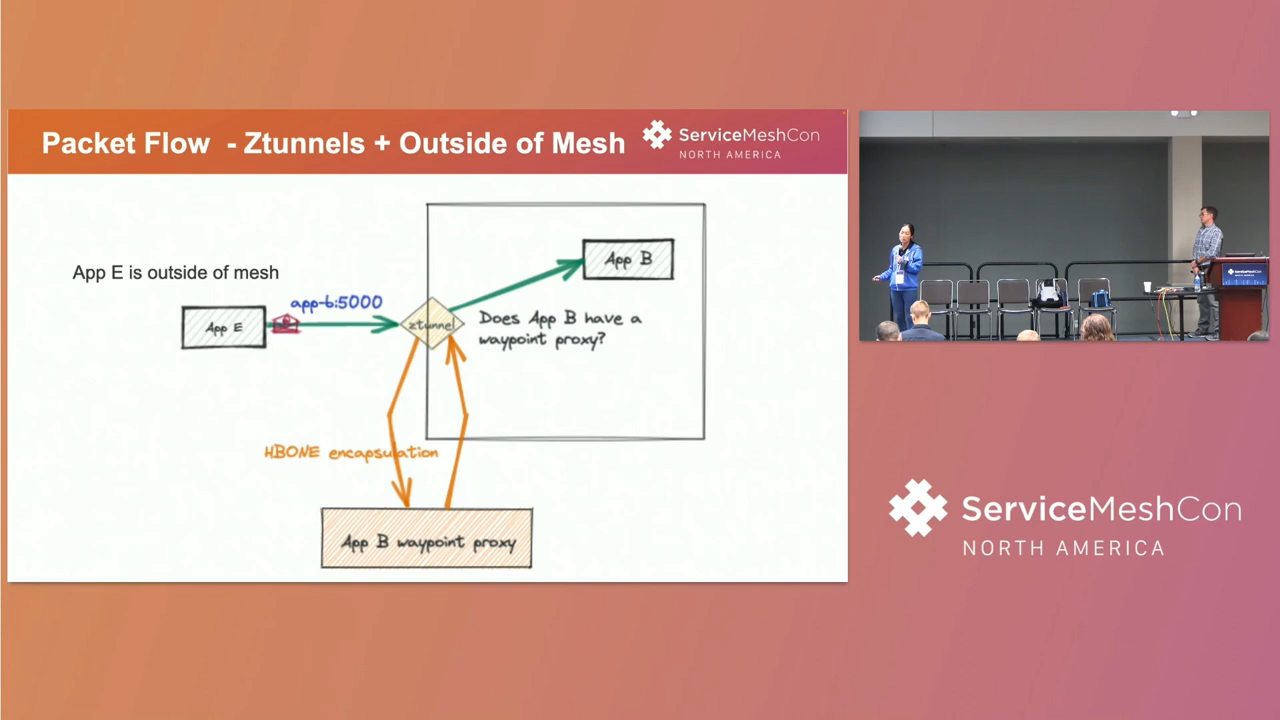 Packet Flow - Ztunnels + Outside of Mesh
ServiceMeshCon
NORTH AMERICA
App E is outside of mesh
App B
app-b:5000
App E
ztunnel
Does App B have a
waypoint proxy?
HBONE encapsulation
App B waypoint proxy
ServiceMeshCon
NORTH AMERICA
ServiceMeshCon